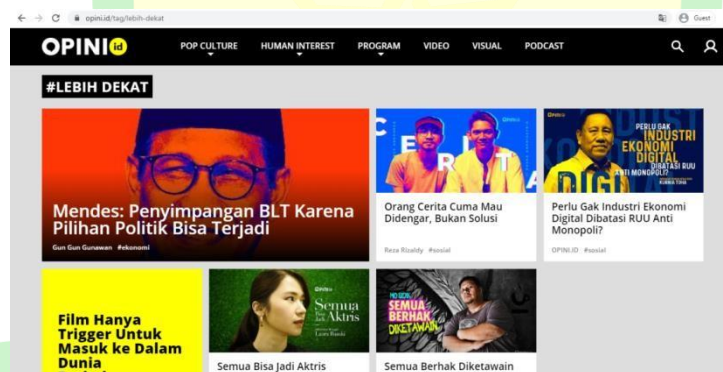 opini.id/tag/lebih-dekat
Guest
OPINI id
POP CULTURE HUMAN INTEREST PROGRAM VIDEO VISUAL PODCAST
#LEBIH DEKAT
Mendes: Penyimpangan BLT Karena
Pilihan Politik Bisa Terjadi
Gun Gun Gunawan #ekonomi
CERITA
Orang Cerita Cuma Mau
Didengar, Bukan Solusi
Reza Rizaldy #sosial
PERLU GAK
INDUSTRI
EKONOMI
DIGITAL
DIBATASI RUU
ANTI MONOPOLI?
Perlu Gak Industri Ekonomi
Digital Dibatasi RUU Anti
Monopoli?
OPINI.ID #sosial
Film Hanya
Trigger Untuk
Masuk ke Dalam
Dunia
Semua
Bisa Jadi Aktris
Semua Bisa Jadi Aktris
SEMUA
BERHAK
DIKETAWAIN
Semua Berhak Diketawain